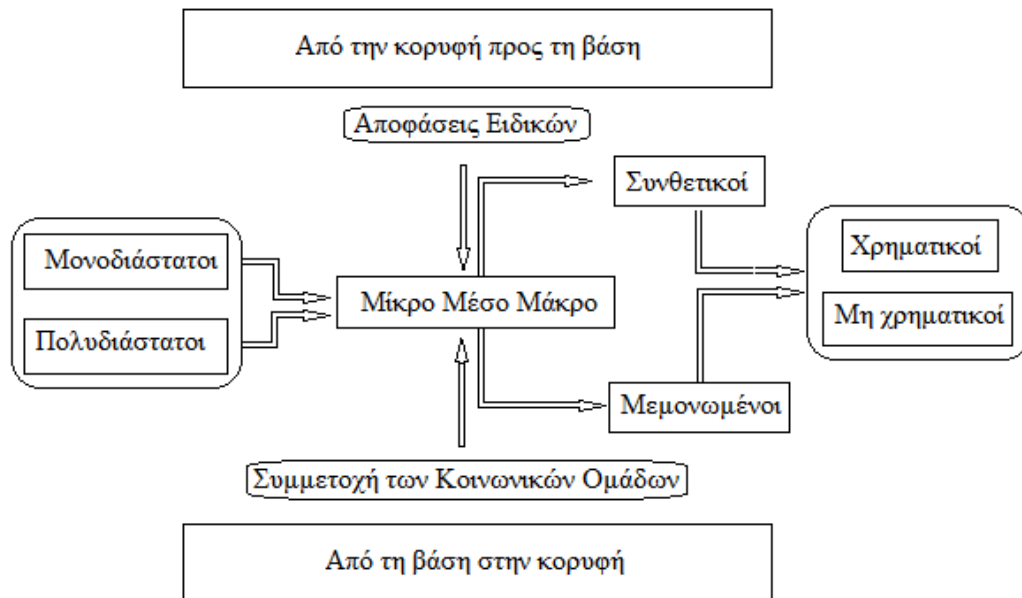 Από την κορυφή προς τη βάση
Αποφάσεις Ειδικών
Συνθετικοί
Μονοδιάστατοι
Χρηματικοί
Μίκρο Μέσο Μάκρο
Μη χρηματικοί
Πολυδιάστατοι
Μεμονωμένοι
Συμμετοχή των Κοινωνικών Ομάδων
Από τη βάση στην κορυφή